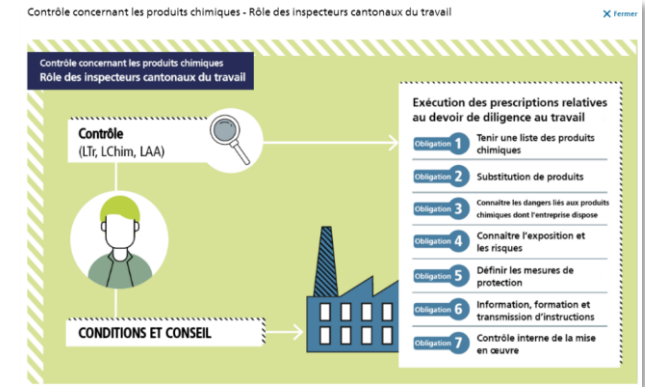 Contrôle concernant les produits chimiques - Rôle des inspecteurs cantonaux du travail
X Fermer
Contrôle concernant les produits chimiques
Rôle des inspecteurs cantonaux du travail
Contrôle
(LTr, LChim, LAA)
CONDITIONS ET CONSEIL
Exécution des prescriptions relatives
au devoir de diligence au travail
Obligation 1 Tenir une liste des produits
chimiques
Obligation 2 Substitution de produits
Obligation 3 Connaître les dangers liés aux produits
chimiques dont l'entreprise dispose
Obligation 4 Connaître l'exposition et
les risques
Obligation 5 Définir les mesures de
protection
Obligation 6 Information, formation et
transmission d'instructions
Obligation 7 Contrôle interne de la mise
en œuvre